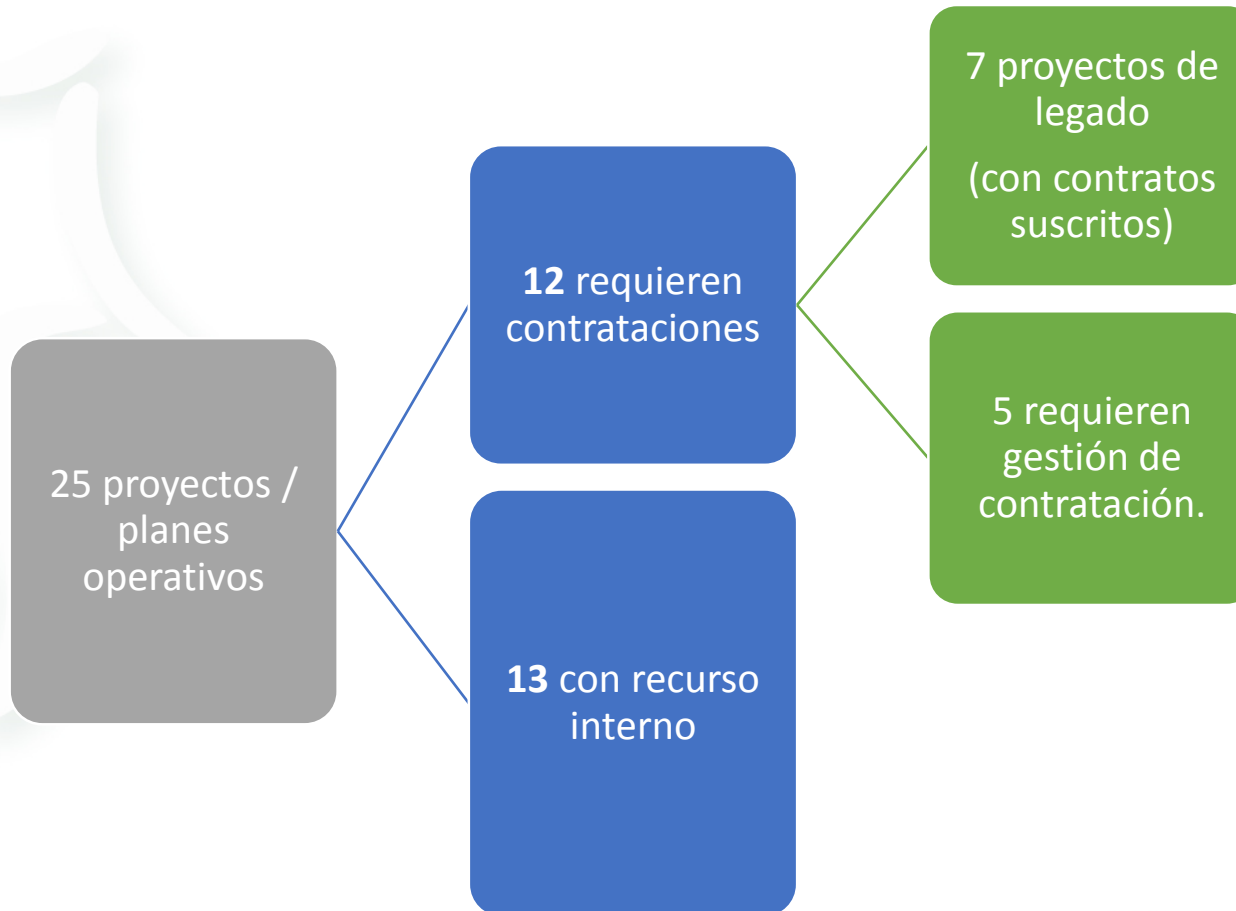 25 proyectos /
planes
operativos
12 requieren
contrataciones
13 con recurso
interno
7 proyectos de
legado
(con contratos
suscritos)
5 requieren
gestión de
contratación.